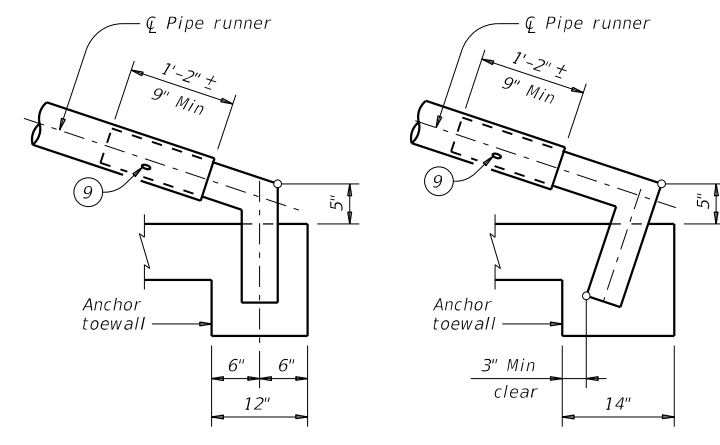 ℄ Pipe runner
1'-2" ±
9" Min
9
5"
Anchor
toewall
6"
6"
12"
℄ Pipe runner
1'-2" ±
9" Min
9
5"
Anchor
toewall
3" Min
clear
14"